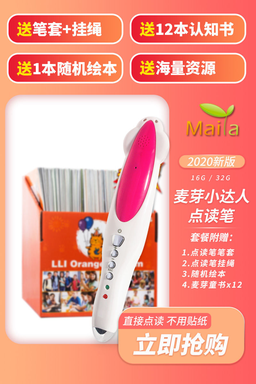 送笔套+挂绳
送12本认知书
送1本随机绘本
送海量资源
Maiya
2020新版
16G / 32G
麦芽小达人
点读笔
套餐附赠：
1.点读笔笔套
2.点读笔挂绳
3.随机绘本
4.麦芽童书x12
LLI Orange
直接点读 不用贴纸
立即抢购